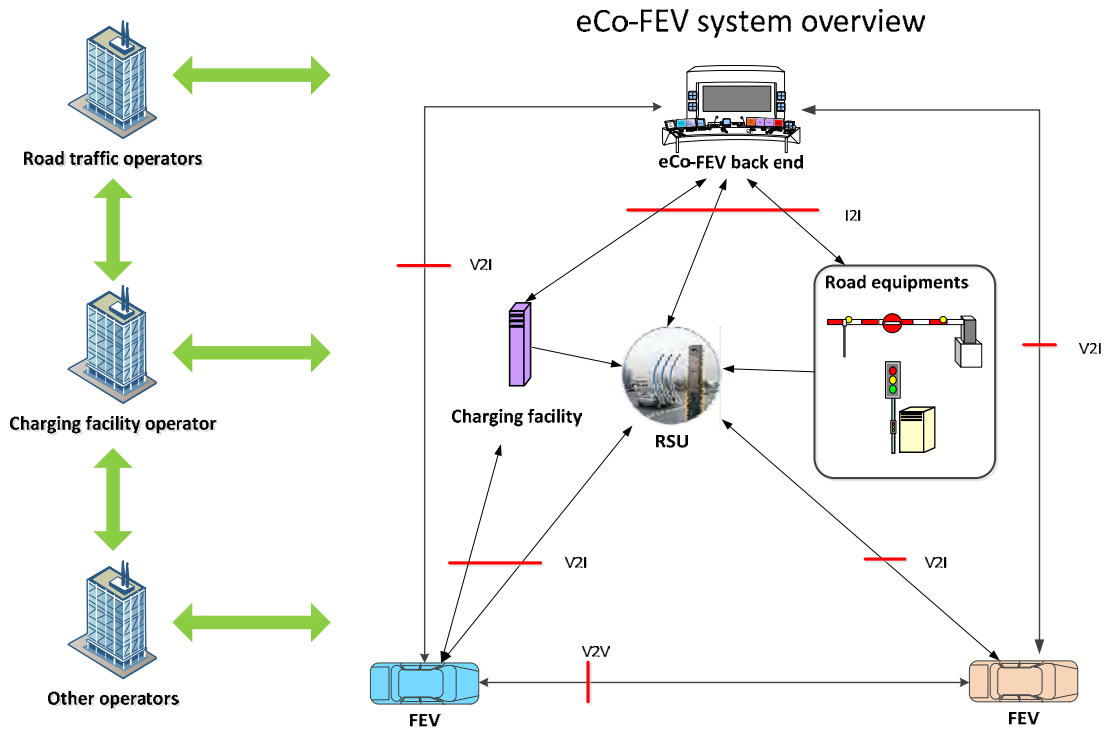 eCo-FEV system overview
Road traffic operators
eCo-FEV back end
I2I
V2I
Road equipments
V2I
Charging facility operator
Charging facility
RSU
V2I
V2I
V2V
Other operators
FEV
FEV